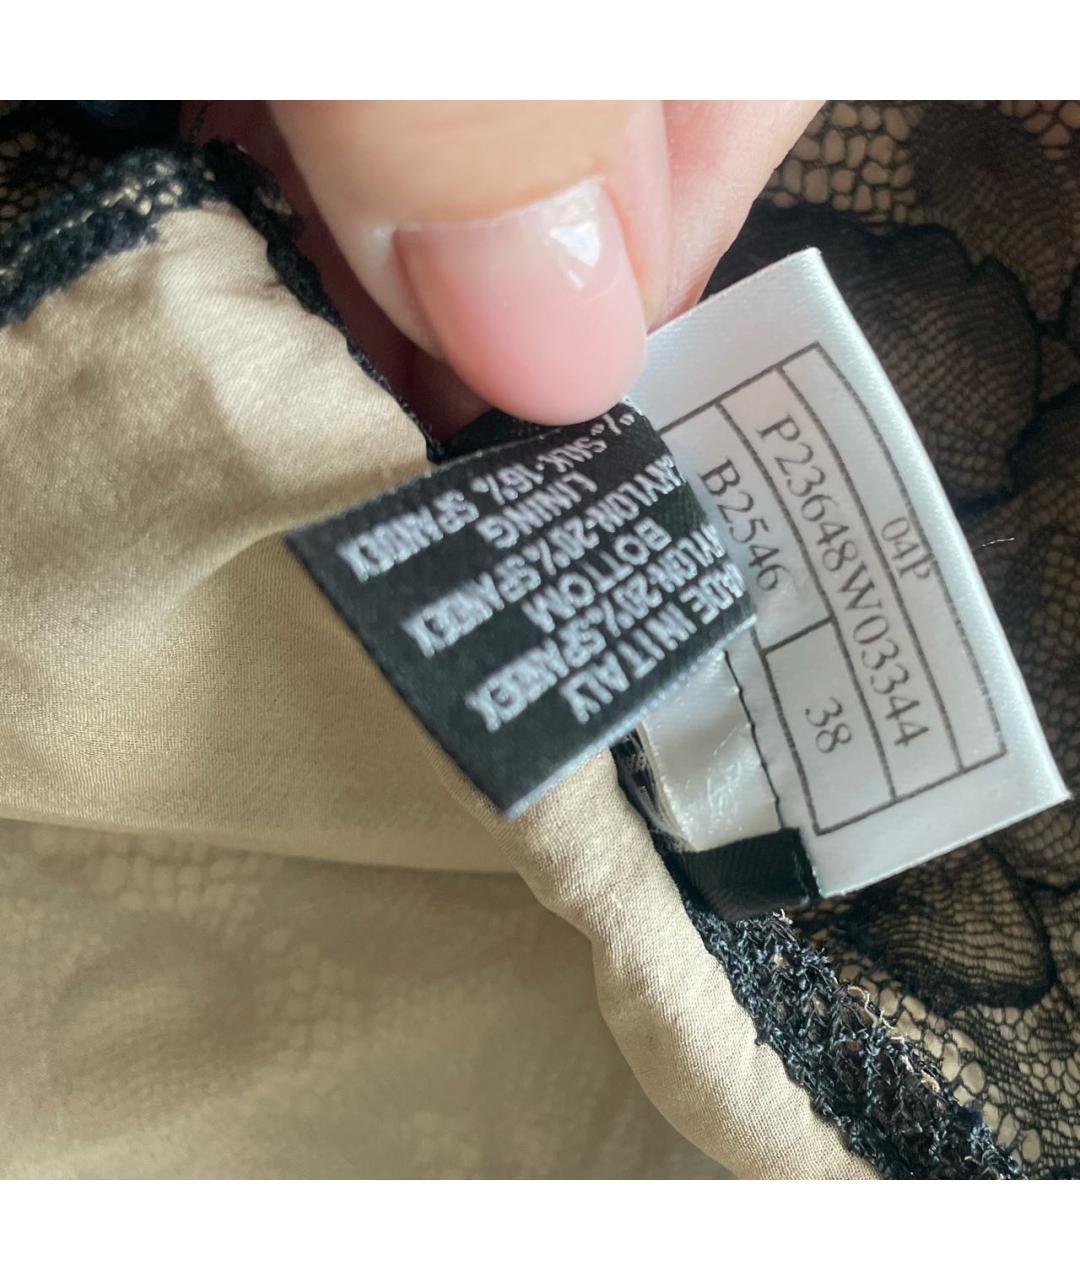 % SILK-16% SPANDEX
LINING
NYLON-20% SPANDEX
BOTTOM
NYLON-20% SPANDEX
MADE IN ITALY
04P
P23648W03344
B2546
38